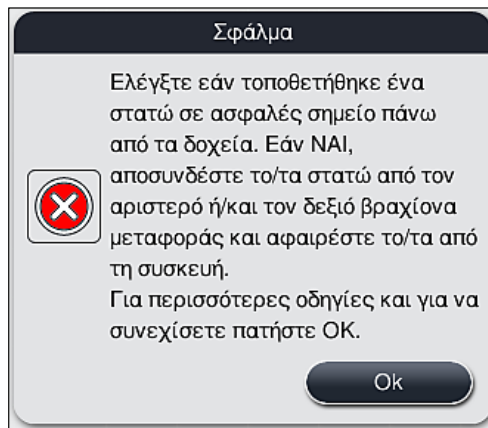 Σφάλμα
Ελέγξτε εάν τοποθετήθηκε ένα
στατώ σε ασφαλές σημείο πάνω
από τα δοχεία. Εάν ΝΑΙ,
αποσυνδέστε το/τα στατώ από τον
αριστερό ή/και τον δεξιό βραχίονα
μεταφοράς και αφαιρέστε το/τα από
τη συσκευή.
Για περισσότερες οδηγίες και για να
συνεχίσετε πατήστε OK.
Ok